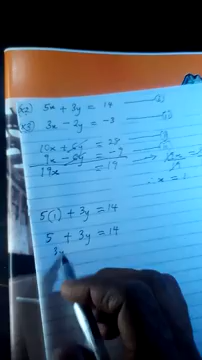 (x2) 5x + 3y = 14
(x3) 3x - 2y = -3
10x + 6y = 28
9x - 6y = -9
19x = 19
∴ x = 1
5(1) + 3y = 14
5 + 3y = 14
3y